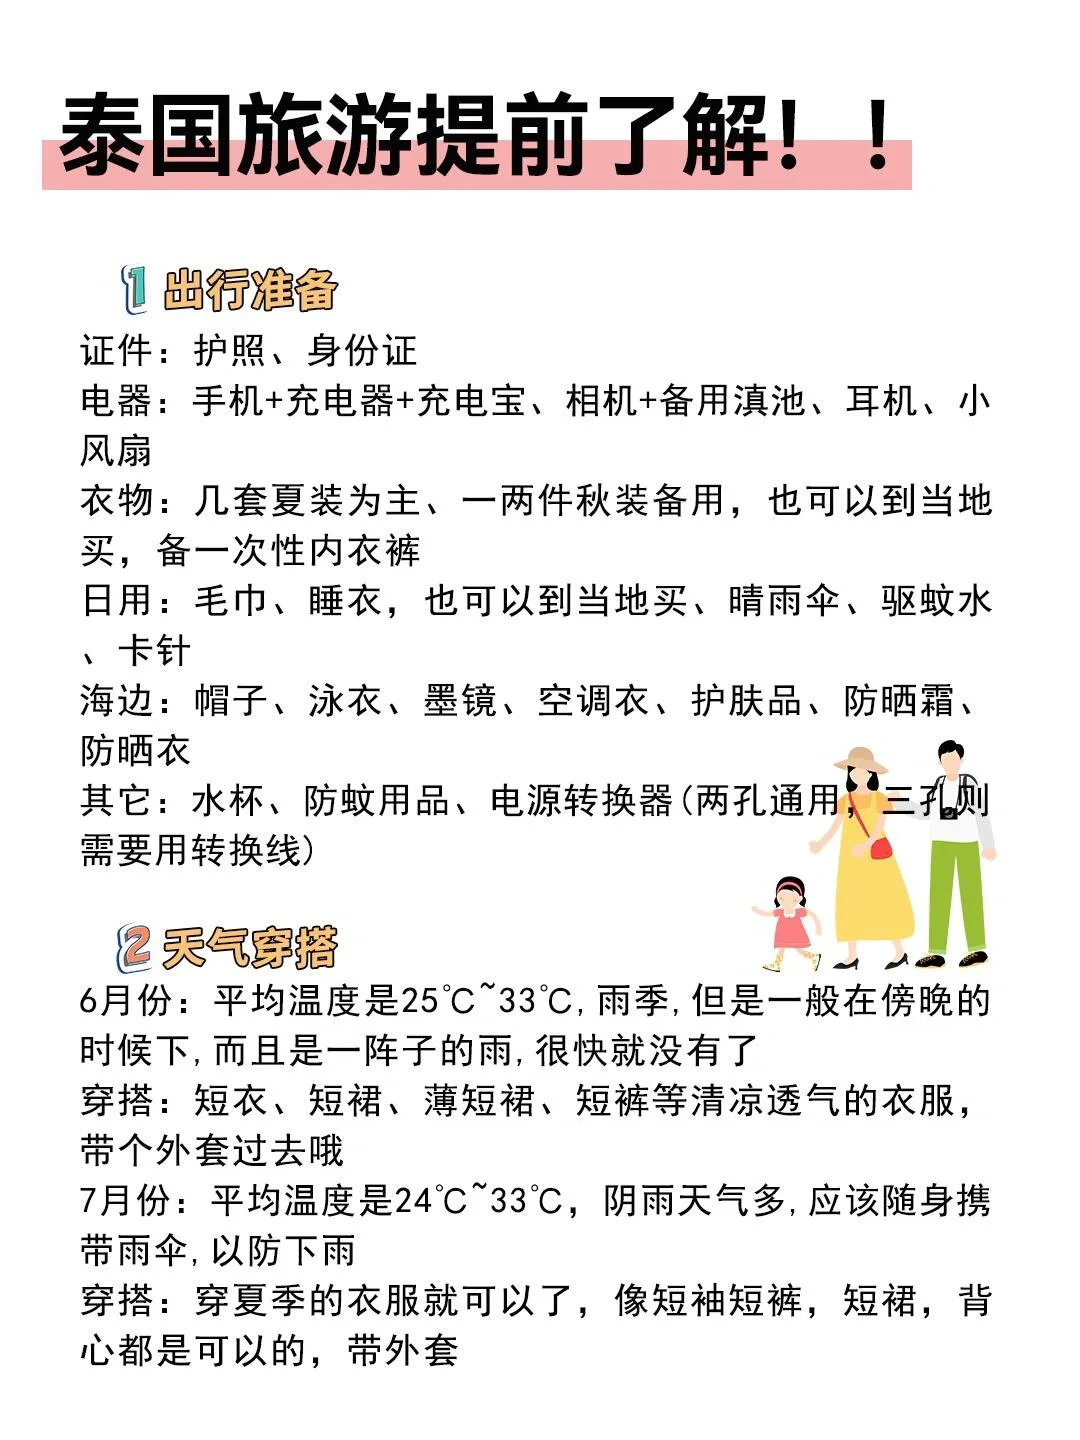 泰国旅游提前了解！！
1 出行准备
证件：护照、身份证
电器：手机+充电器+充电宝、相机+备用滇池、耳机、小
风扇
衣物：几套夏装为主、一两件秋装备用，也可以到当地
买，备一次性内衣裤
日用：毛巾、睡衣，也可以到当地买、晴雨伞、驱蚊水
、卡针
海边：帽子、泳衣、墨镜、空调衣、护肤品、防晒霜、
防晒衣
其它：水杯、防蚊用品、电源转换器(两孔通用，三孔则
需要用转换线)
2 天气穿搭
6月份：平均温度是25℃~33℃,雨季,但是一般在傍晚的
时候下,而且是一阵子的雨,很快就没有了
穿搭：短衣、短裙、薄短裙、短裤等清凉透气的衣服，
带个外套过去哦
7月份：平均温度是24℃~33℃，阴雨天气多,应该随身携
带雨伞,以防下雨
穿搭：穿夏季的衣服就可以了，像短袖短裤，短裙，背
心都是可以的，带外套